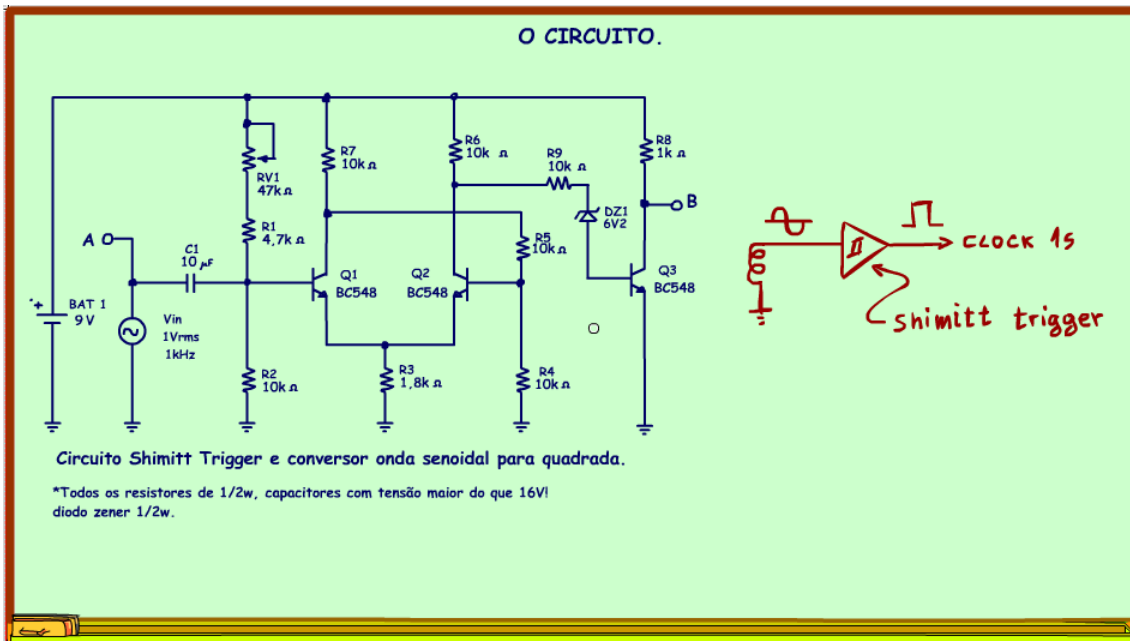 O CIRCUITO.
R7
10k Ω
R6
10k Ω
R9
10k Ω
R8
1k Ω
RV1
47k Ω
DZ1
6V2
B
A
R1
4,7k Ω
C1
10 μF
R5
10k Ω
Q1
BC548
Q2
BC548
Q3
BC548
CLOCK 1s
*+
BAT 1
9V
Vin
1Vrms
1kHz
Shimitt trigger
R2
10k Ω
R3
1,8k Ω
R4
10k Ω
Circuito Shimitt Trigger e conversor onda senoidal para quadrada.
*Todos os resistores de 1/2w, capacitores com tensão maior do que 16V!
diodo zener 1/2w.